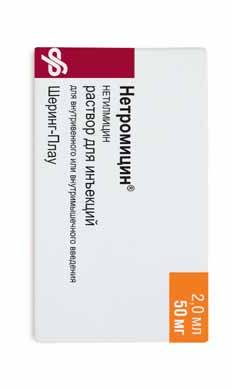 Нетромицин®
НЕТИЛМИЦИН
раствор для инъекций
для внутривенного или внутримышечного введения
Шеринг-Плау
2,0 мл
50 мг